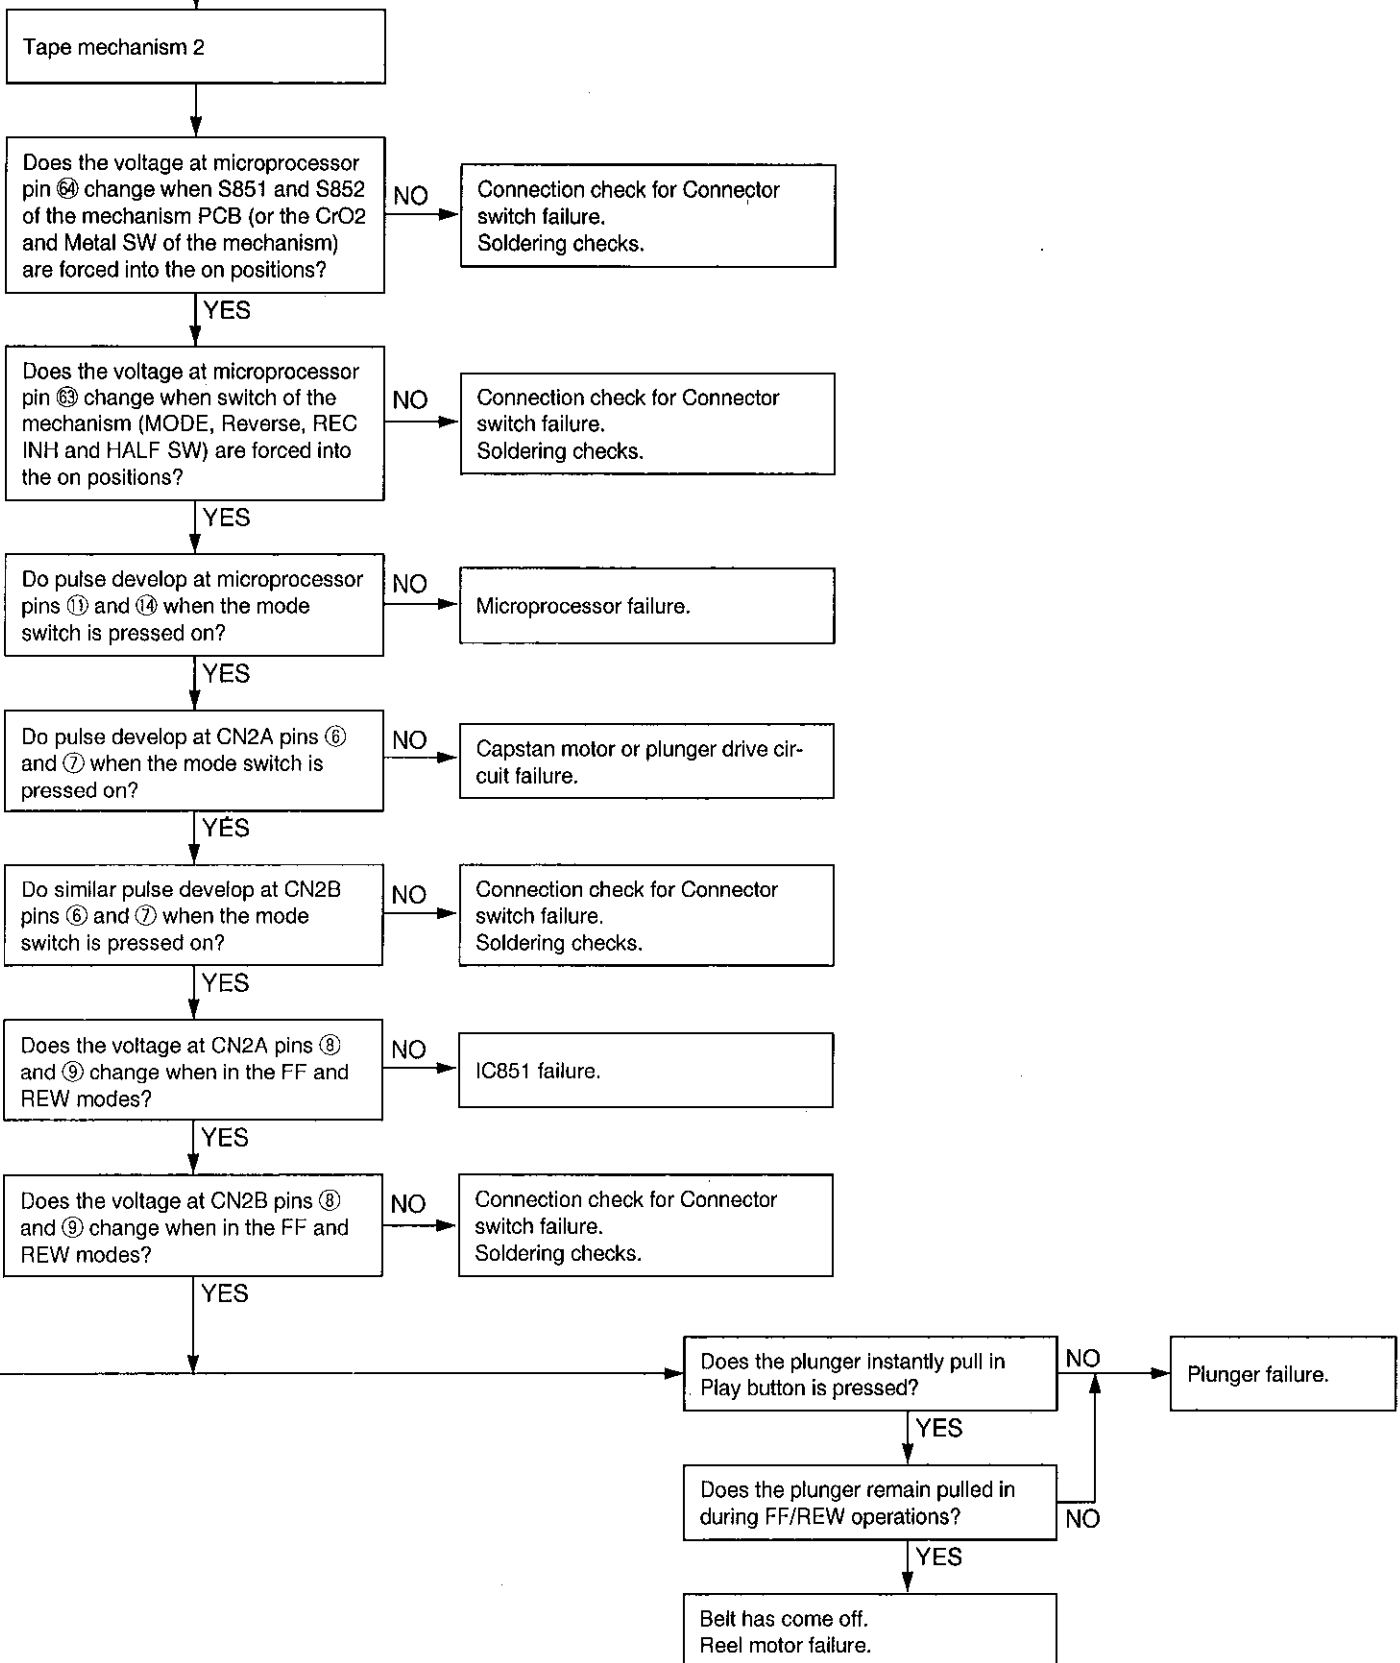 Tape mechanism 2
Does the voltage at microprocessor
pin ㊿+14 change when S851 and S852
of the mechanism PCB (or the CrO2
and Metal SW of the mechanism)
are forced into the on positions?
NO
Connection check for Connector
switch failure.
Soldering checks.
YES
Does the voltage at microprocessor
pin 63 change when switch of the
mechanism (MODE, Reverse, REC
INH and HALF SW) are forced into
the on positions?
NO
Connection check for Connector
switch failure.
Soldering checks.
YES
Do pulse develop at microprocessor
pins ⑪ and ⑭ when the mode
switch is pressed on?
NO
Microprocessor failure.
YES
Do pulse develop at CN2A pins ⑥
and ⑦ when the mode switch is
pressed on?
NO
Capstan motor or plunger drive cir-
cuit failure.
YES
Do similar pulse develop at CN2B
pins ⑥ and ⑦ when the mode
switch is pressed on?
NO
Connection check for Connector
switch failure.
Soldering checks.
YES
Does the voltage at CN2A pins ⑧
and ⑨ change when in the FF and
REW modes?
NO
IC851 failure.
YES
Does the voltage at CN2B pins ⑧
and ⑨ change when in the FF and
REW modes?
NO
Connection check for Connector
switch failure.
Soldering checks.
YES
Does the plunger instantly pull in
Play button is pressed?
NO
Plunger failure.
YES
Does the plunger remain pulled in
during FF/REW operations?
NO
YES
Belt has come off.
Reel motor failure.